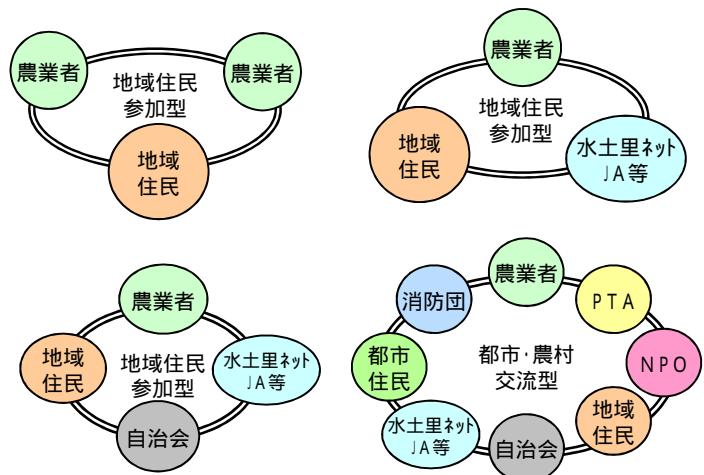 農業者
農業者
地域住民
参加型
地域
住民
農業者
地域住民
参加型
地域
住民
水土里ネット
JA等
農業者
地域
住民
地域住民
参加型
水土里ネット
JA等
自治会
農業者
消防団
PTA
都市
住民
都市・農村
交流型
NPO
地域
住民
水土里ネット
JA等
自治会